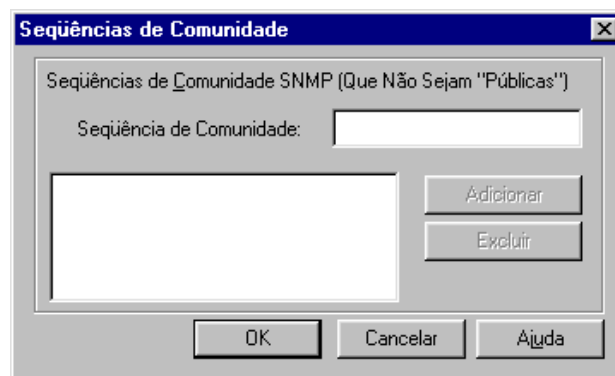 Seqüências de Comunidade
Seqüências de Comunidade SNMP (Que Não Sejam "Públicas")
Seqüência de Comunidade:
Adicionar
Excluir
OK Cancelar Ajuda